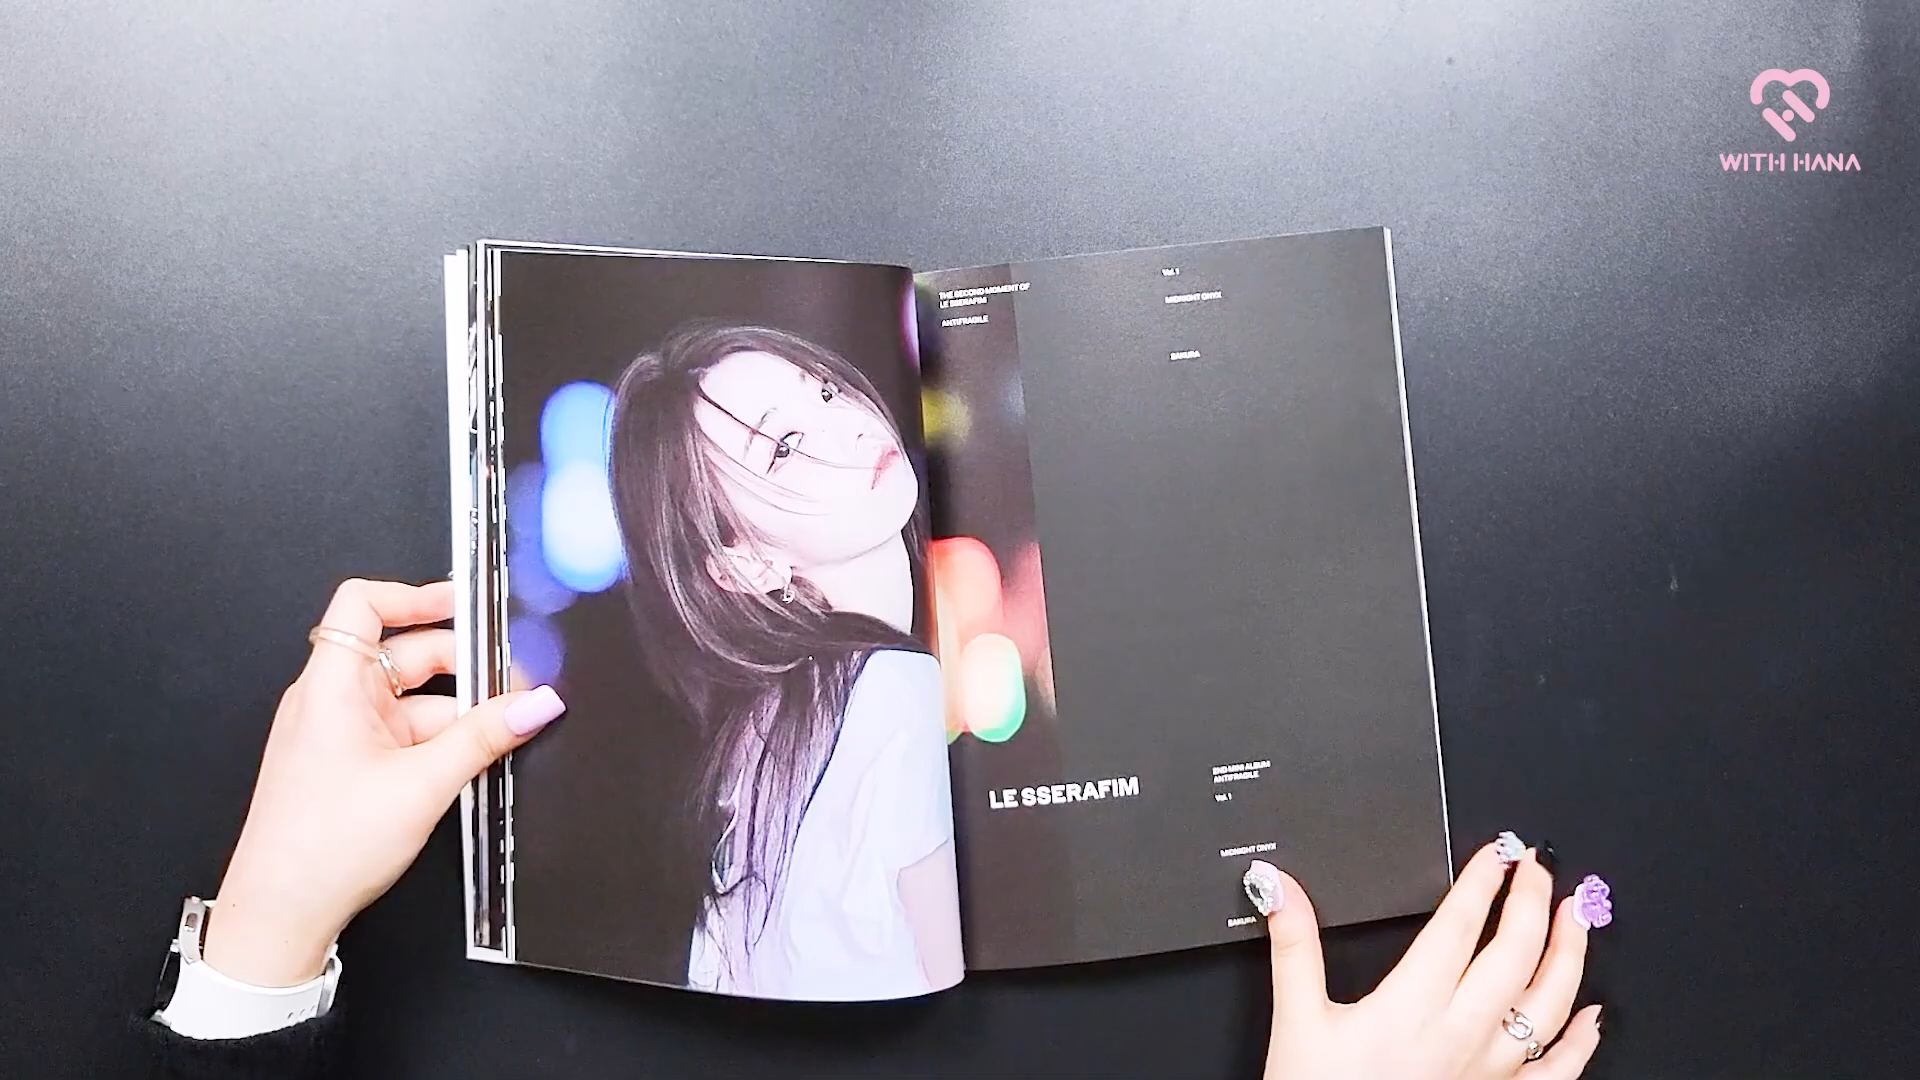 WITH HANA
THE SECOND MOMENT OF
LE SSERAFIM
ANTIFRAGILE
Vol. 1
MIDNIGHT ONYX
SAKURA
LE SSERAFIM
2ND MINI ALBUM
ANTIFRAGILE
Vol. 1
MIDNIGHT ONYX
SAKURA